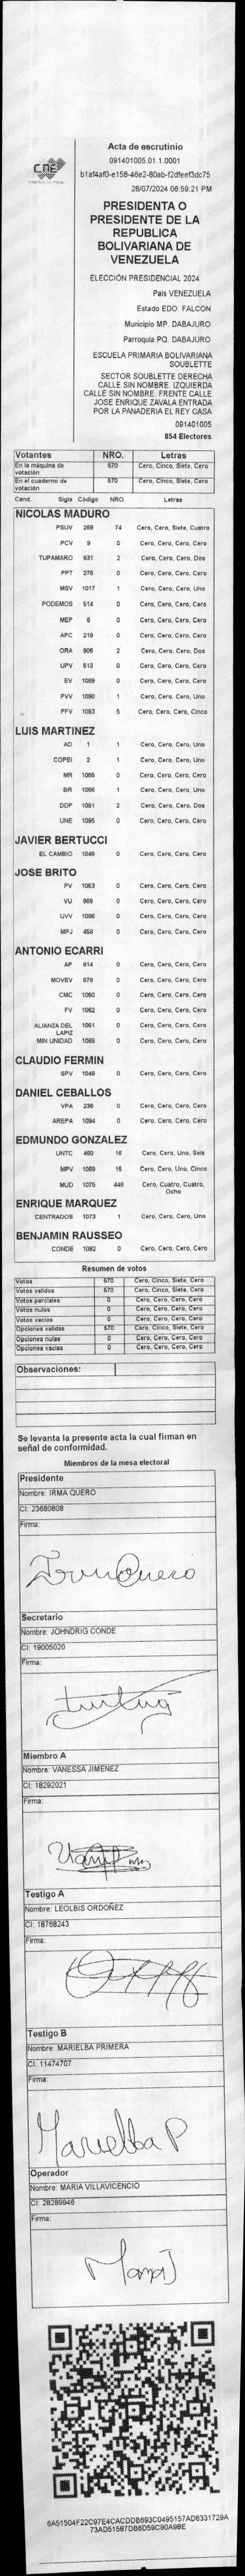 CNE
Acta de escrutinio
091401005.01.1.0001
b1af4af0-e158-46e2-80ab-f2dfeef3dc75
28/07/2024 06:59:21 PM
PRESIDENTA O
PRESIDENTE DE LA
REPUBLICA
BOLIVARIANA DE
VENEZUELA
ELECCIÓN PRESIDENCIAL 2024
Pais VENEZUELA
Estado EDO. FALCON
Municipio MP. DABAJURO
Parroquia PQ. DABAJURO
ESCUELA PRIMARIA BOLIVARIANA
SOUBLETTE
SECTOR SOUBLETTE DERECHA
CALLE SIN NOMBRE. IZQUIERDA
CALLE SIN NOMBRE. FRENTE CALLE
JOSE ENRIQUE ZAVALA ENTRADA
POR LA PANADERIA EL REY CASA
091401005
854 Electores
Votantes NRO. Letras
En la máquina de votación 570 Cero, Cinco, Siete, Cero
En el cuaderno de votación 570 Cero, Cinco, Siete, Cero
Cand. Sigla Código NRO. Letras
NICOLAS MADURO
PSUV 269 74 Cero, Cero, Siete, Cuatro
PCV 9 0 Cero, Cero, Cero, Cero
TUPAMARO 931 2 Cero, Cero, Cero, Dos
PPT 276 0 Cero, Cero, Cero, Cero
MSV 1017 1 Cero, Cero, Cero, Uno
PODEMOS 514 0 Cero, Cero, Cero, Cero
MEP 6 0 Cero, Cero, Cero, Cero
APC 219 0 Cero, Cero, Cero, Cero
ORA 906 2 Cero, Cero, Cero, Dos
UPV 513 0 Cero, Cero, Cero, Cero
EV 1089 0 Cero, Cero, Cero, Cero
PVV 1090 1 Cero, Cero, Cero, Uno
PFV 1093 5 Cero, Cero, Cero, Cinco
LUIS MARTINEZ
AD 1 1 Cero, Cero, Cero, Uno
COPEI 2 1 Cero, Cero, Cero, Uno
MR 1065 0 Cero, Cero, Cero, Cero
BR 1066 1 Cero, Cero, Cero, Uno
DDP 1091 2 Cero, Cero, Cero, Dos
UNE 1095 0 Cero, Cero, Cero, Cero
JAVIER BERTUCCI
EL CAMBIO 1046 0 Cero, Cero, Cero, Cero
JOSE BRITO
PV 1053 0 Cero, Cero, Cero, Cero
VU 868 0 Cero, Cero, Cero, Cero
UVV 1096 0 Cero, Cero, Cero, Cero
MPJ 458 0 Cero, Cero, Cero, Cero
ANTONIO ECARRI
AP 814 0 Cero, Cero, Cero, Cero
MOVEV 979 0 Cero, Cero, Cero, Cero
CMC 1050 0 Cero, Cero, Cero, Cero
FV 1062 0 Cero, Cero, Cero, Cero
ALIANZA DEL LAPIZ 1051 0 Cero, Cero, Cero, Cero
MIN UNIDAD 1068 0 Cero, Cero, Cero, Cero
CLAUDIO FERMIN
SPV 1049 0 Cero, Cero, Cero, Cero
DANIEL CEBALLOS
VPA 236 0 Cero, Cero, Cero, Cero
AREPA 1094 0 Cero, Cero, Cero, Cero
EDMUNDO GONZALEZ
UNTC 450 16 Cero, Cero, Uno, Seis
MPV 1069 15 Cero, Cero, Uno, Cinco
MUD 1075 448 Cero, Cuatro, Cuatro, Ocho
ENRIQUE MARQUEZ
CENTRADOS 1073 1 Cero, Cero, Cero, Uno
BENJAMIN RAUSSEO
CONDE 1092 0 Cero, Cero, Cero, Cero
Resumen de votos
Votos 570 Cero, Cinco, Siete, Cero
Votos validos 570 Cero, Cinco, Siete, Cero
Votos parciales 0 Cero, Cero, Cero, Cero
Votos nulos 0 Cero, Cero, Cero, Cero
Votos vacios 0 Cero, Cero, Cero, Cero
Opciones validas 570 Cero, Cinco, Siete, Cero
Opciones nulas 0 Cero, Cero, Cero, Cero
Opciones vacias 0 Cero, Cero, Cero, Cero
Observaciones:
Se levanta la presente acta la cual firman en
señal de conformidad.
Miembros de la mesa electoral
Presidente
Nombre: IRMA QUERO
CI: 23680808
Firma:
Secretario
Nombre: JOHNDRIG CONDE
CI: 19005020
Firma:
Miembro A
Nombre: VANESSA JIMENEZ
CI: 18292021
Firma:
Testigo A
Nombre: LEOLBIS ORDOÑEZ
CI: 18768243
Firma:
Testigo B
Nombre: MARIELBA PRIMERA
CI: 11474707
Firma:
Marielba P
Operador
Nombre: MARIA VILLAVICENCIO
CI: 28289946
Firma:
6A51504F22C97E4CACDDB693C0495157AD6331729A
73AD51587DB6D59C90A98E